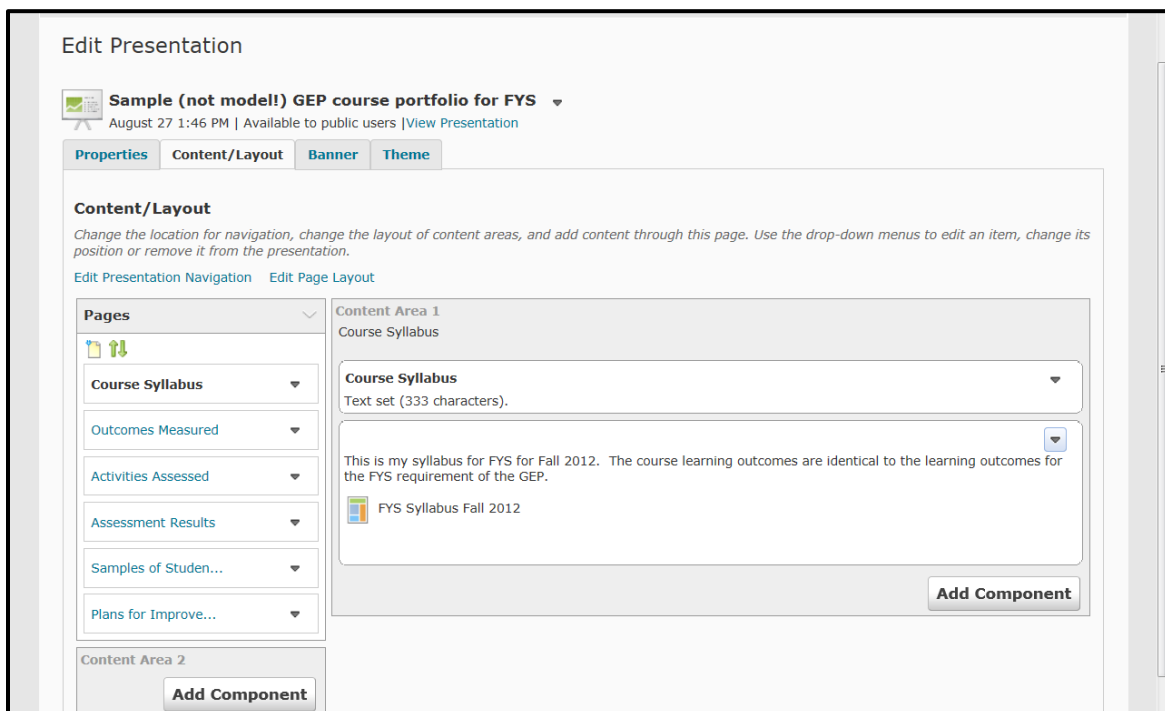 Edit Presentation
Sample (not model!) GEP course portfolio for FYS
August 27 1:46 PM | Available to public users |View Presentation
Properties
Content/Layout
Banner
Theme
Content/Layout
Change the location for navigation, change the layout of content areas, and add content through this page. Use the drop-down menus to edit an item, change its
position or remove it from the presentation.
Edit Presentation Navigation
Edit Page Layout
Pages
Course Syllabus
Outcomes Measured
Activities Assessed
Assessment Results
Samples of Studen...
Plans for Improve...
Content Area 2
Add Component
Content Area 1
Course Syllabus
Course Syllabus
Text set (333 characters).
This is my syllabus for FYS for Fall 2012.  The course learning outcomes are identical to the learning outcomes for
the FYS requirement of the GEP.
FYS Syllabus Fall 2012
Add Component